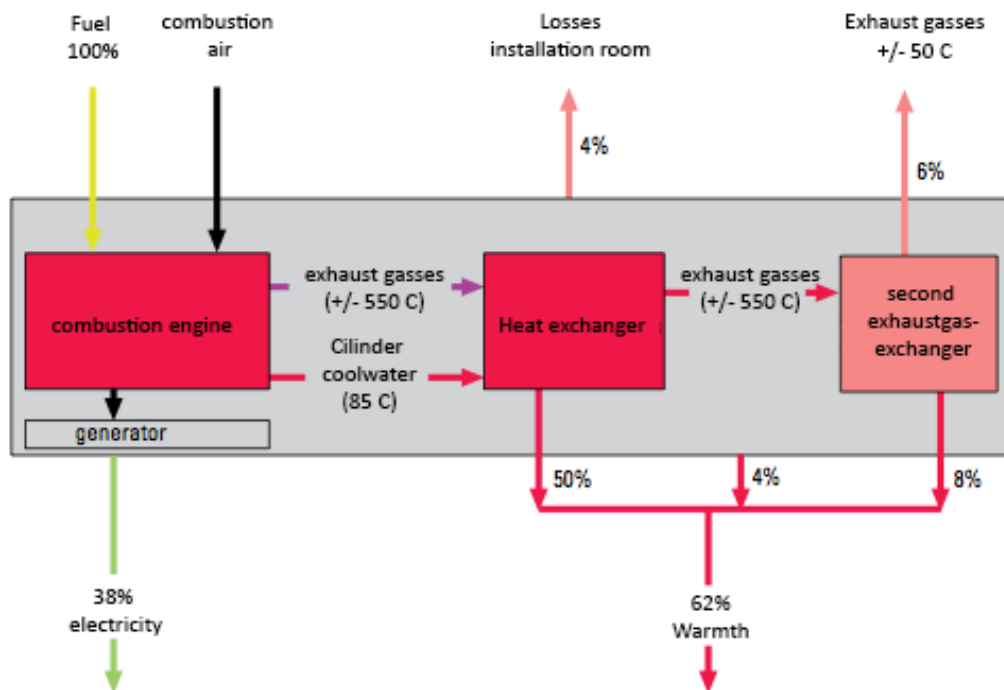 Fuel
100%
combustion
air
Losses
installation room
Exhaust gasses
+/- 50 C
4%
6%
combustion engine
exhaust gasses
(+/- 550 C)
Heat exchanger
exhaust gasses
(+/- 550 C)
second
exhaustgas-
exchanger
Cilinder
coolwater
(85 C)
generator
50%
4%
8%
38%
electricity
62%
Warmth